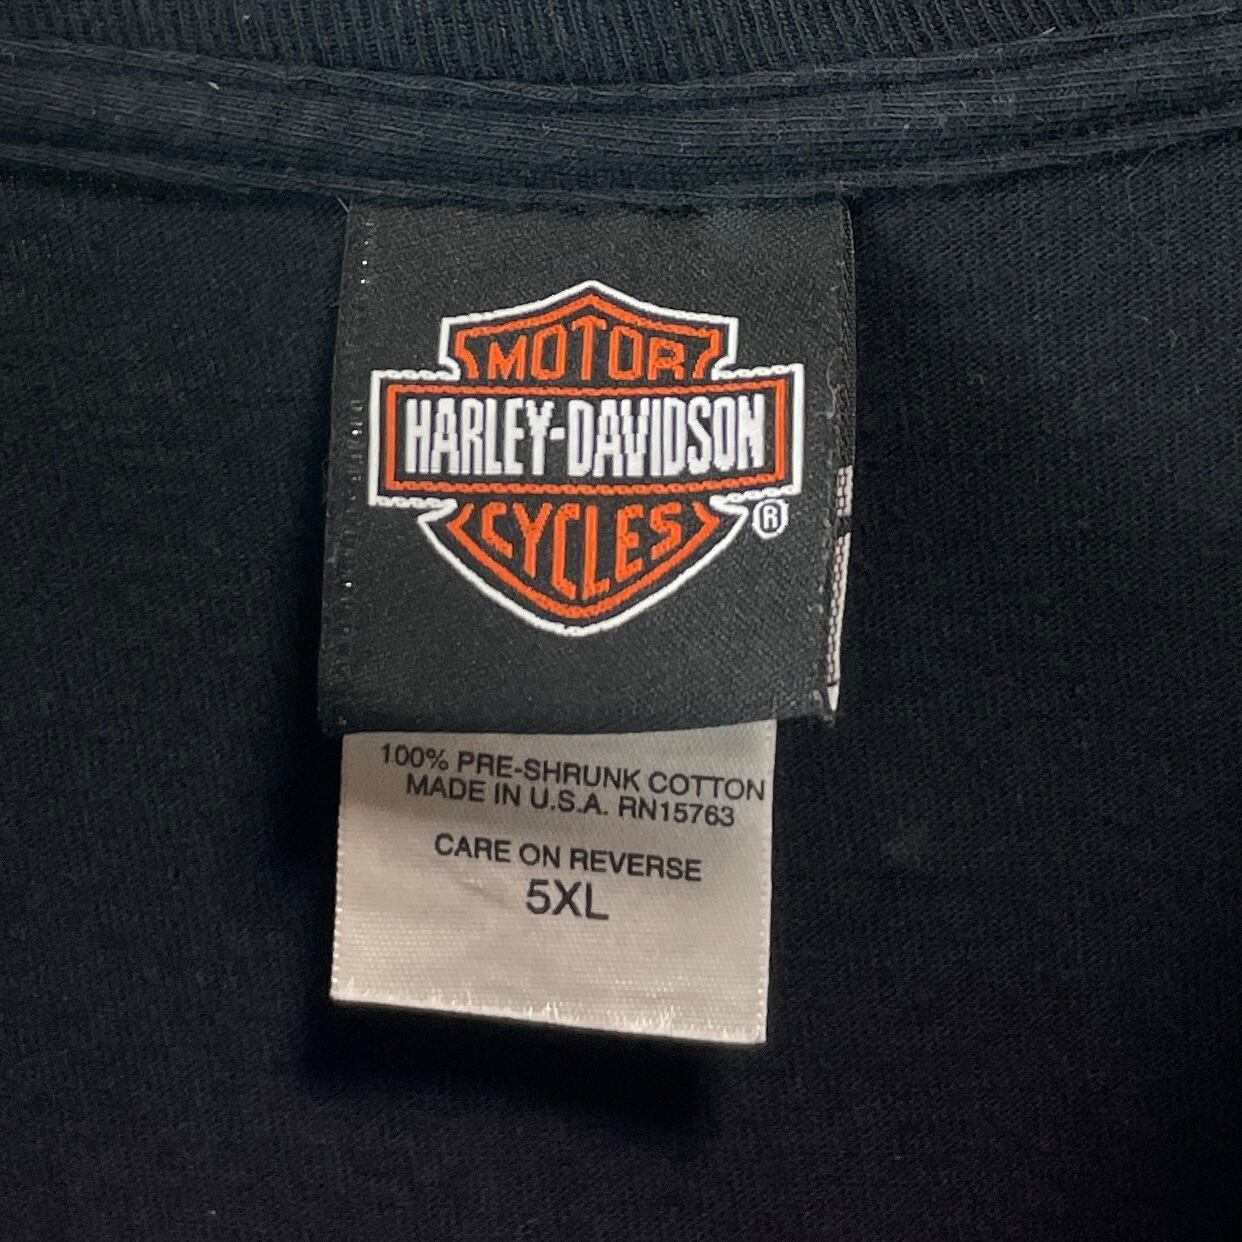 MOTOR
HARLEY-DAVIDSON
CYCLES
®
100% PRE-SHRUNK COTTON
MADE IN U.S.A. RN15763
CARE ON REVERSE
5XL